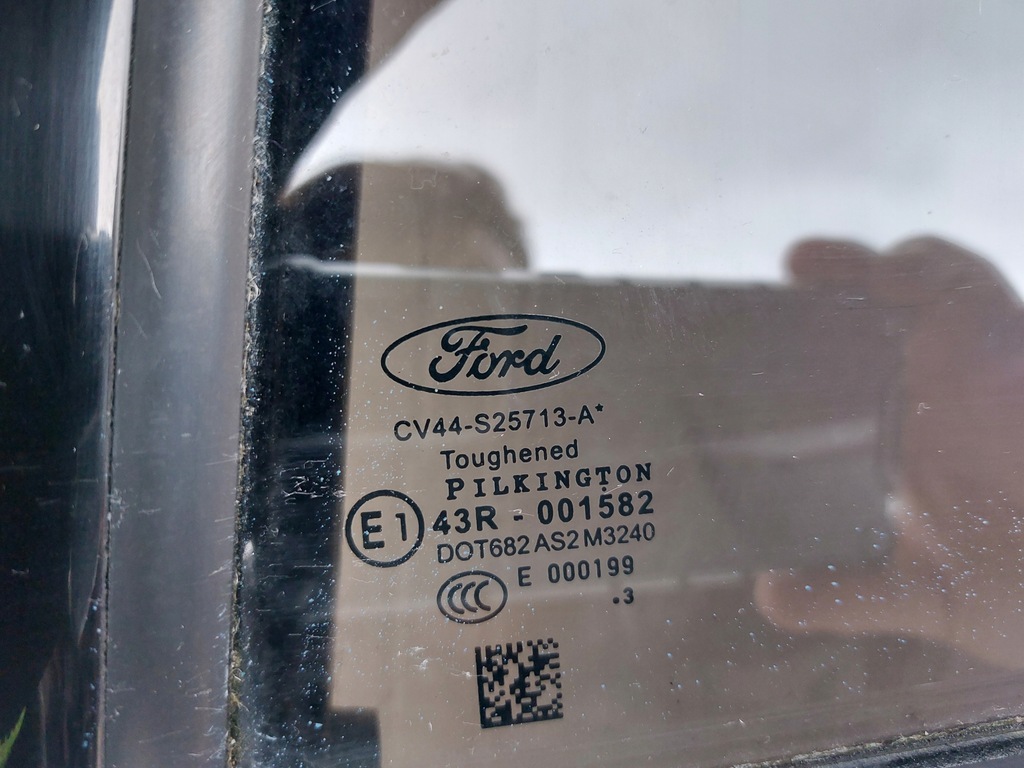 Ford
CV44-S25713-A*
Toughened
PILKINGTON
E1 43R - 001582
DOT682 AS2 M3240
CCC E 000199
.3